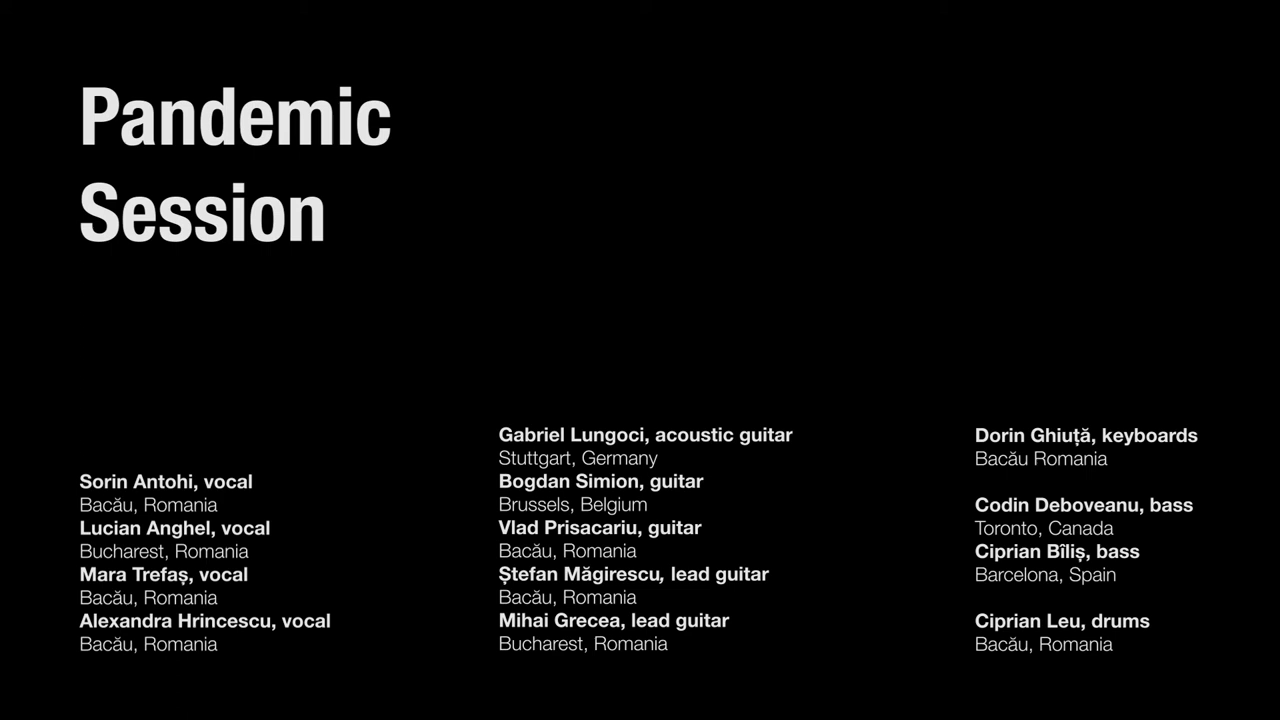 Pandemic
Session
Sorin Antohi, vocal
Bacău, Romania
Lucian Anghel, vocal
Bucharest, Romania
Mara Trefaș, vocal
Bacău, Romania
Alexandra Hrincescu, vocal
Bacău, Romania
Gabriel Lungoci, acoustic guitar
Stuttgart, Germany
Bogdan Simion, guitar
Brussels, Belgium
Vlad Prisacariu, guitar
Bacău, Romania
Ștefan Măgirescu, lead guitar
Bacău, Romania
Mihai Grecea, lead guitar
Bucharest, Romania
Dorin Ghiuță, keyboards
Bacău Romania
Codin Deboveanu, bass
Toronto, Canada
Ciprian Bîliș, bass
Barcelona, Spain
Ciprian Leu, drums
Bacău, Romania